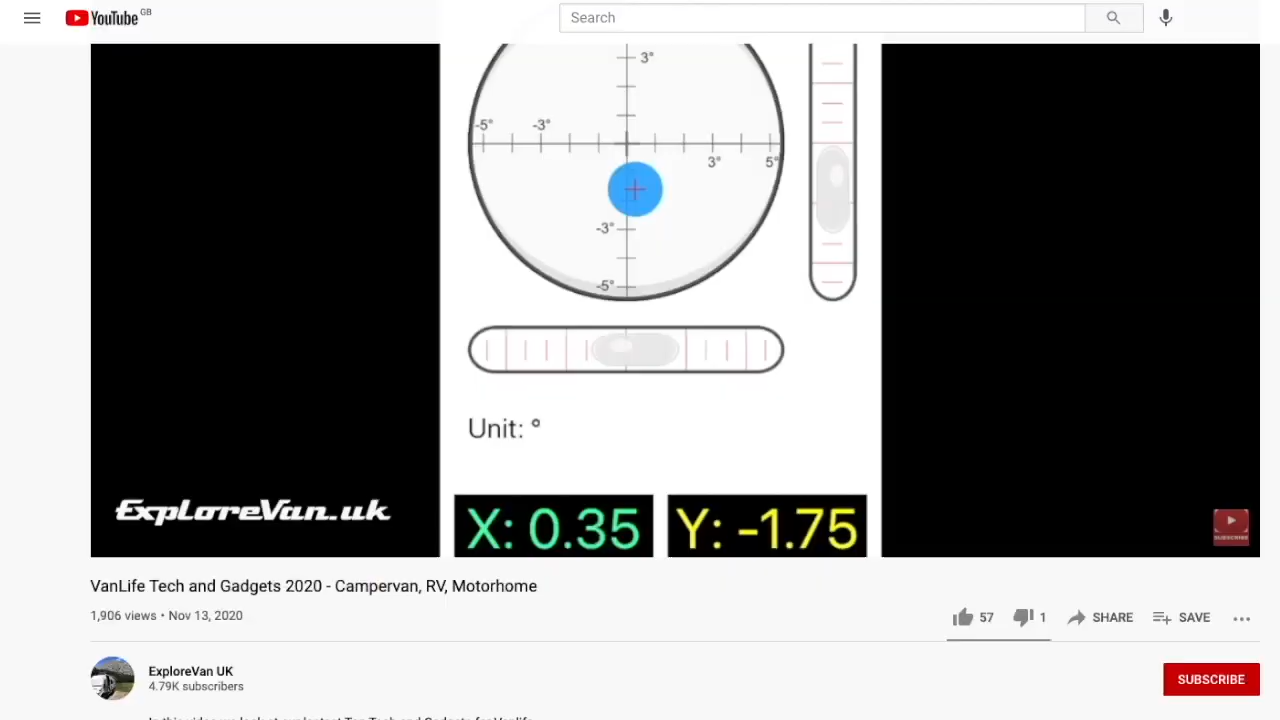 YouTube GB
Search
3°
-5° -3°
3° 5°
-3°
-5°
Unit: °
ExploreVan.uk
X: 0.35 Y: -1.75
SUBSCRIBE
VanLife Tech and Gadgets 2020 - Campervan, RV, Motorhome
1,906 views • Nov 13, 2020
57 1 SHARE SAVE
ExploreVan UK
4.79K subscribers
SUBSCRIBE